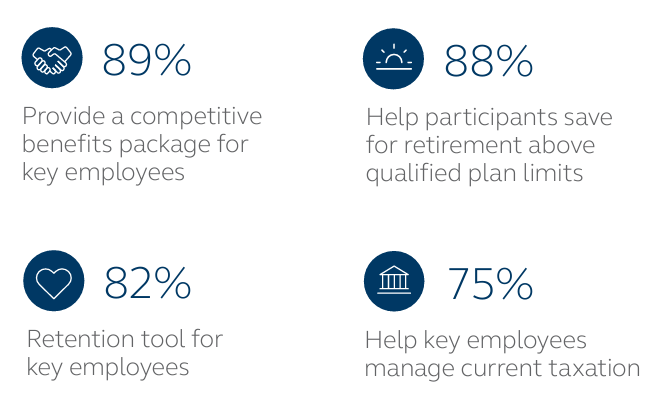 89%
Provide a competitive
benefits package for
key employees
88%
Help participants save
for retirement above
qualified plan limits
82%
Retention tool for
key employees
75%
Help key employees
manage current taxation